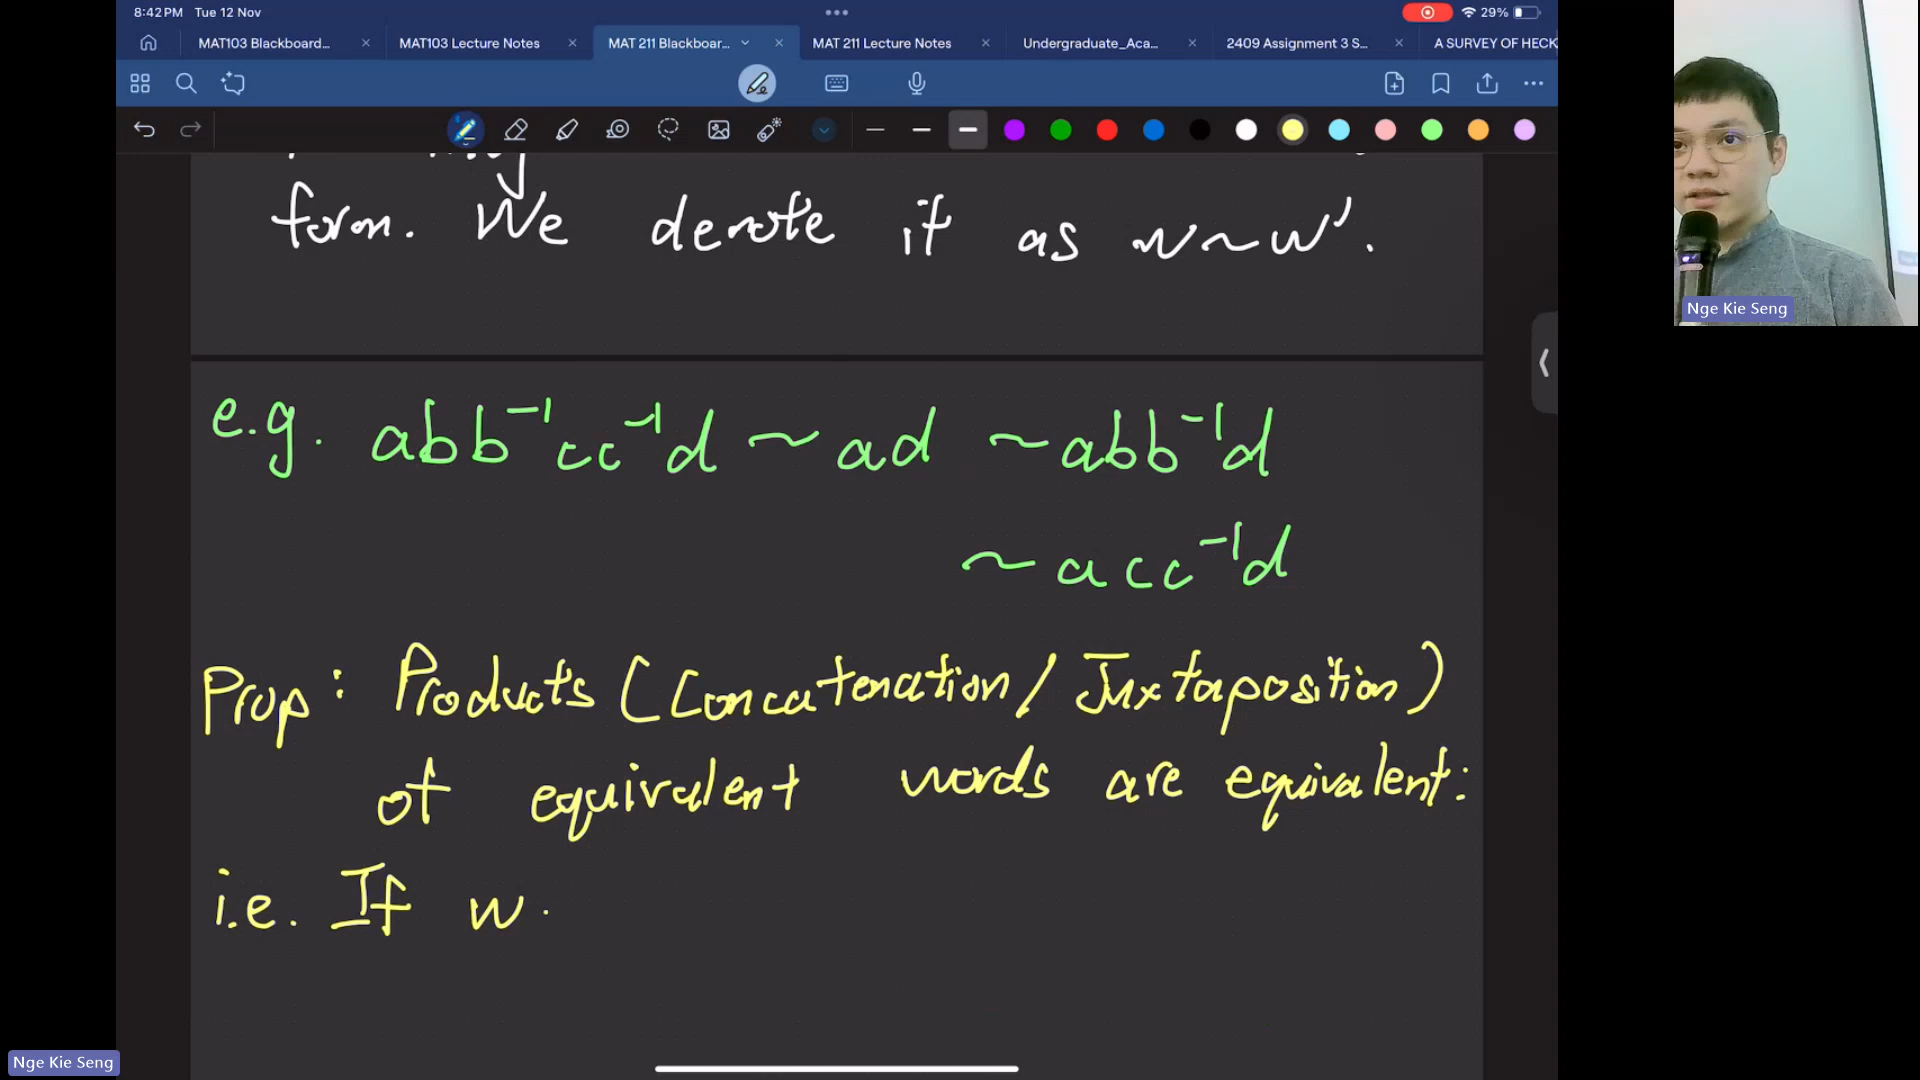 8:42 PM Tue 12 Nov
29%
MAT103 Blackboard...
MAT103 Lecture Notes
MAT 211 Blackboar...
MAT 211 Lecture Notes
Undergraduate_Aca...
2409 Assignment 3 S...
A SURVEY OF HECK
form. We denote it as w~w'.
e.g. abb⁻¹cc⁻¹d ~ ad ~ abb⁻¹d
~ acc⁻¹d
Prop: Products (Concatenation / Juxtaposition)
of equivalent words are equivalent:
i.e. If w
Nge Kie Seng
Nge Kie Seng